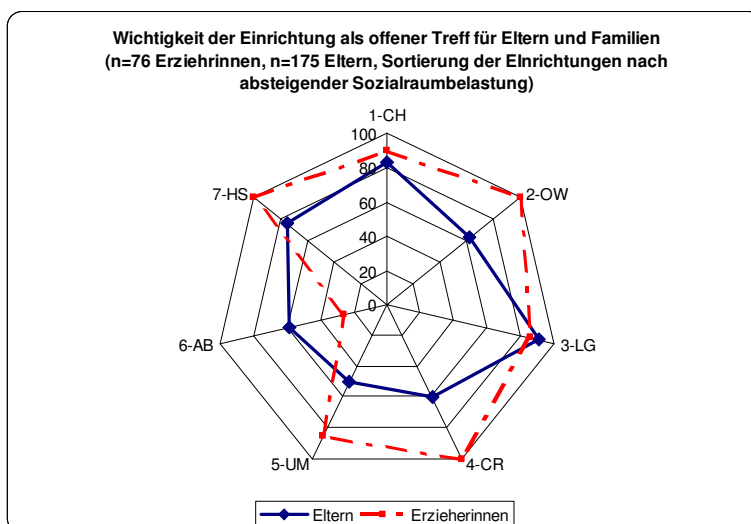 Wichtigkeit der Einrichtung als offener Treff für Eltern und Familien
(n=76 Erziehrinnen, n=175 Eltern, Sortierung der EInrichtungen nach
absteigender Sozialraumbelastung)
1-CH
100
80
60
40
20
0
7-HS
2-OW
6-AB
3-LG
5-UM
4-CR
Eltern Erzieherinnen